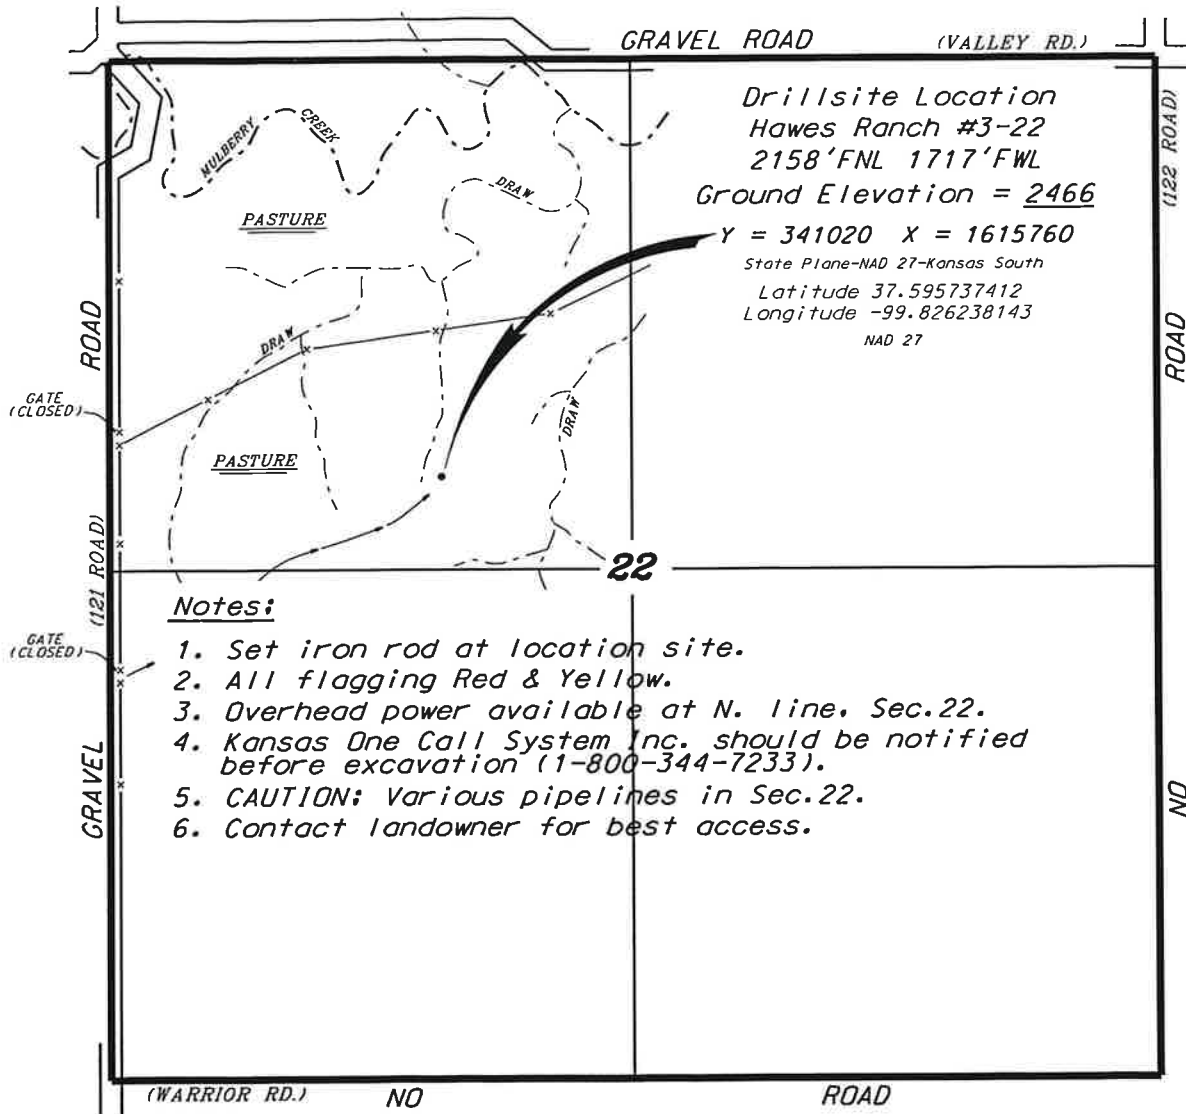 GRAVEL ROAD (VALLEY RD.)
Drillsite Location
Hawes Ranch #3-22
2158'FNL 1717'FWL
Ground Elevation = 2466
Y = 341020 X = 1615760
State Plane-NAD 27-Kansas South
Latitude 37.595737412
Longitude -99.826238143
NAD 27
(122 ROAD)
ROAD
NO
MULBERRY CREEK
DRAW
PASTURE
DRAW
DRAW
PASTURE
ROAD
GATE
(CLOSED)
(121 ROAD)
GATE
(CLOSED)
GRAVEL
22
Notes:
1. Set iron rod at location site.
2. All flagging Red & Yellow.
3. Overhead power available at N. line. Sec.22.
4. Kansas One Call System Inc. should be notified
before excavation (1-800-344-7233).
5. CAUTION: Various pipelines in Sec.22.
6. Contact landowner for best access.
(WARRIOR RD.) NO ROAD